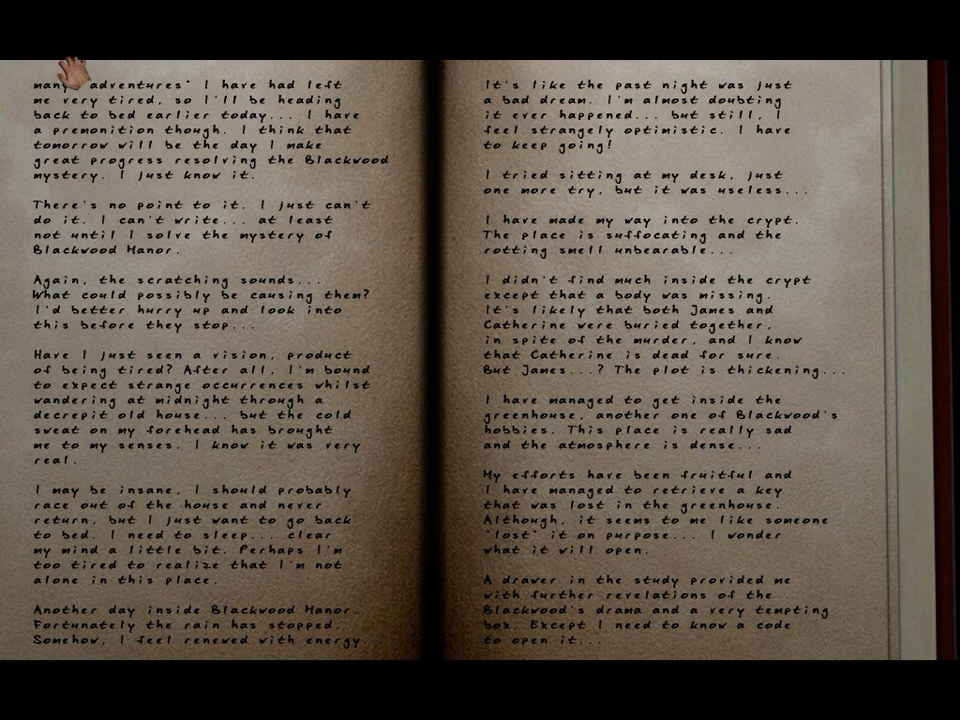 many "adventures" I have had left
me very tired, so I'll be heading
back to bed earlier today... I have
a premonition though. I think that
tomorrow will be the day I make
great progress resolving the Blackwood
mystery. I just know it.
There's no point to it. I just can't
do it. I can't write... at least
not until I solve the mystery of
Blackwood Manor.
Again, the scratching sounds...
What could possibly be causing them?
I'd better hurry up and look into
this before they stop...
Have I just seen a vision, product
of being tired? After all, I'm bound
to expect strange occurrences whilst
wandering at midnight through a
decrepit old house... but the cold
sweat on my forehead has brought
me to my senses. I know it was very
real.
I may be insane, I should probably
race out of the house and never
return, but I just want to go back
to bed. I need to sleep... clear
my mind a little bit. Perhaps I'm
too tired to realize that I'm not
alone in this place.
Another day inside Blackwood Manor.
Fortunately the rain has stopped.
Somehow, I feel renewed with energy.
It's like the past night was just
a bad dream. I'm almost doubting
it ever happened... but still, I
feel strangely optimistic. I have
to keep going!
I tried sitting at my desk, just
one more try, but it was useless...
I have made my way into the crypt.
The place is suffocating and the
rotting smell unbearable...
I didn't find much inside the crypt
except that a body was missing.
It's likely that both James and
Catherine were buried together,
in spite of the murder, and I know
that Catherine is dead for sure.
But James...? The plot is thickening...
I have managed to get inside the
greenhouse, another one of Blackwood's
hobbies. This place is really sad
and the atmosphere is dense...
My efforts have been fruitful and
I have managed to retrieve a key
that was lost in the greenhouse.
Although, it seems to me like someone
"lost" it on purpose... I wonder
what it will open.
A drawer in the study provided me
with further revelations of the
Blackwood's drama and a very tempting
box. Except I need to know a code
to open it...